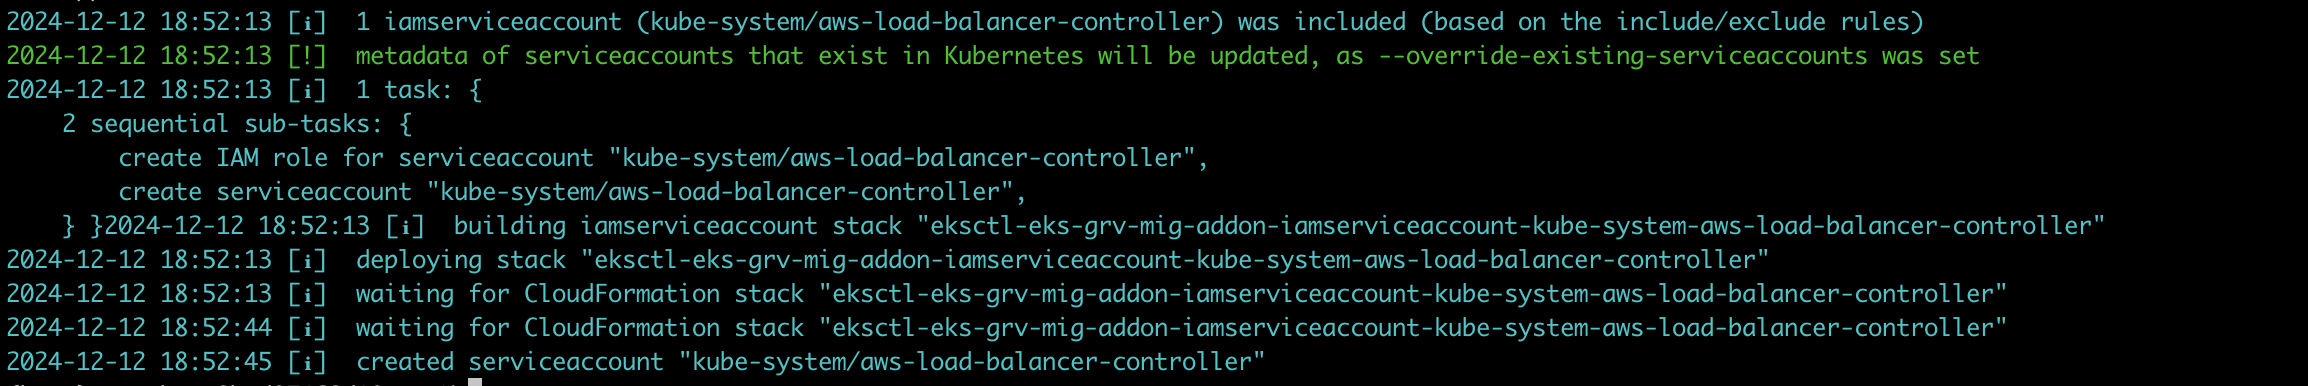 2024-12-12 18:52:13 [ℹ]  1 iamserviceaccount (kube-system/aws-load-balancer-controller) was included (based on the include/exclude rules)
2024-12-12 18:52:13 [!]  metadata of serviceaccounts that exist in Kubernetes will be updated, as --override-existing-serviceaccounts was set
2024-12-12 18:52:13 [ℹ]  1 task: {
    2 sequential sub-tasks: {
        create IAM role for serviceaccount "kube-system/aws-load-balancer-controller",
        create serviceaccount "kube-system/aws-load-balancer-controller",
    } }2024-12-12 18:52:13 [ℹ]  building iamserviceaccount stack "eksctl-eks-grv-mig-addon-iamserviceaccount-kube-system-aws-load-balancer-controller"
2024-12-12 18:52:13 [ℹ]  deploying stack "eksctl-eks-grv-mig-addon-iamserviceaccount-kube-system-aws-load-balancer-controller"
2024-12-12 18:52:13 [ℹ]  waiting for CloudFormation stack "eksctl-eks-grv-mig-addon-iamserviceaccount-kube-system-aws-load-balancer-controller"
2024-12-12 18:52:44 [ℹ]  waiting for CloudFormation stack "eksctl-eks-grv-mig-addon-iamserviceaccount-kube-system-aws-load-balancer-controller"
2024-12-12 18:52:45 [ℹ]  created serviceaccount "kube-system/aws-load-balancer-controller"